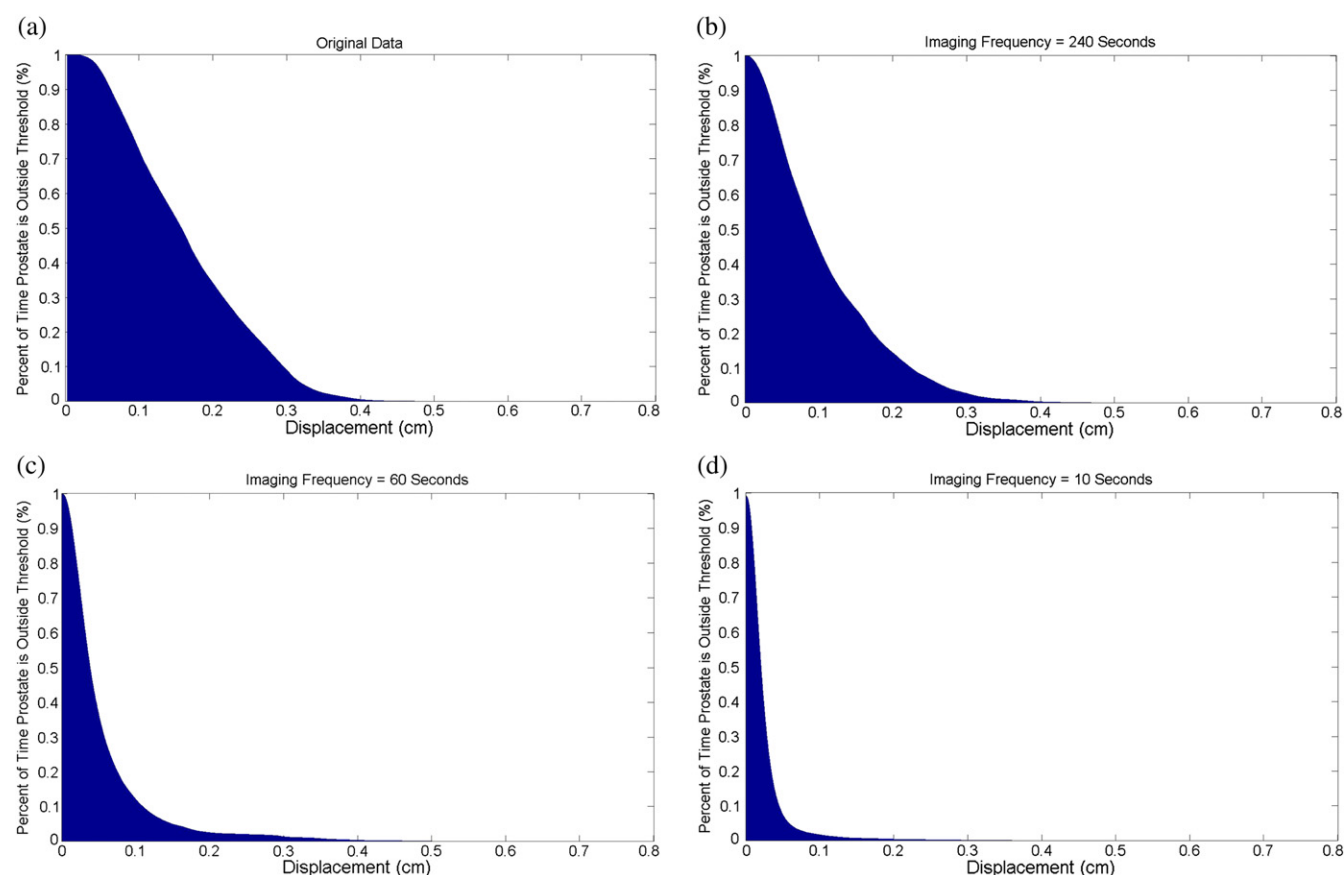 (a)
Original Data
Percent of Time Prostate is Outside Threshold (%)
1
0.9
0.8
0.7
0.6
0.5
0.4
0.3
0.2
0.1
0
0 0.1 0.2 0.3 0.4 0.5 0.6 0.7 0.8
Displacement (cm)
(b)
Imaging Frequency = 240 Seconds
Percent of Time Prostate is Outside Threshold (%)
1
0.9
0.8
0.7
0.6
0.5
0.4
0.3
0.2
0.1
0
0 0.1 0.2 0.3 0.4 0.5 0.6 0.7 0.8
Displacement (cm)
(c)
Imaging Frequency = 60 Seconds
Percent of Time Prostate is Outside Threshold (%)
1
0.9
0.8
0.7
0.6
0.5
0.4
0.3
0.2
0.1
0
0 0.1 0.2 0.3 0.4 0.5 0.6 0.7 0.8
Displacement (cm)
(d)
Imaging Frequency = 10 Seconds
Percent of Time Prostate is Outside Threshold (%)
1
0.9
0.8
0.7
0.6
0.5
0.4
0.3
0.2
0.1
0
0 0.1 0.2 0.3 0.4 0.5 0.6 0.7 0.8
Displacement (cm)